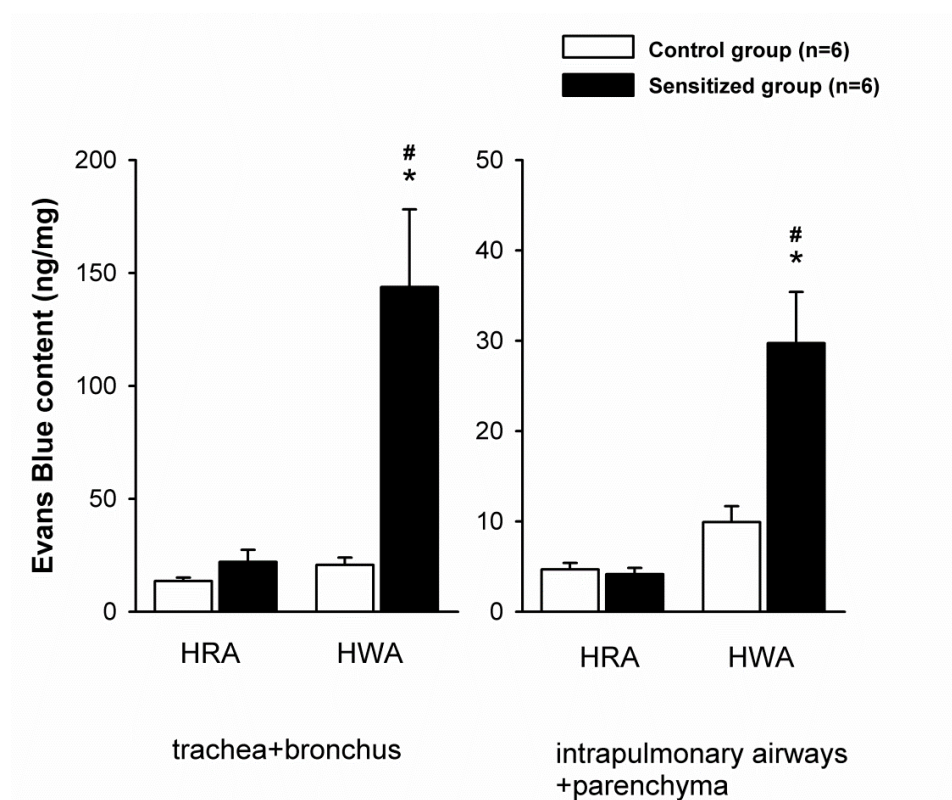 Control group (n=6)
Sensitized group (n=6)
Evans Blue content (ng/mg)
200
150
100
50
0
#
*
HRA
HWA
trachea+bronchus
50
40
30
20
10
0
#
*
HRA
HWA
intrapulmonary airways
+parenchyma